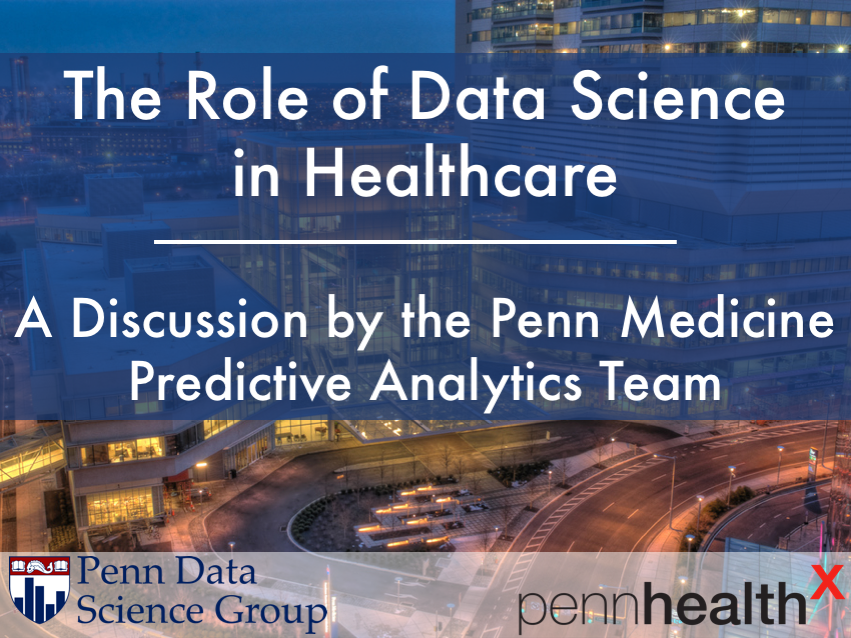 The Role of Data Science
in Healthcare
A Discussion by the Penn Medicine
Predictive Analytics Team
Penn Data
Science Group
pennhealthX